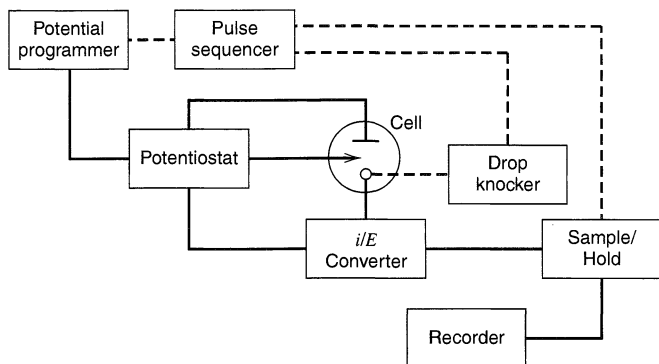 Potential
programmer
Pulse
sequencer
Cell
Potentiostat
Drop
knocker
i/E
Converter
Sample/
Hold
Recorder